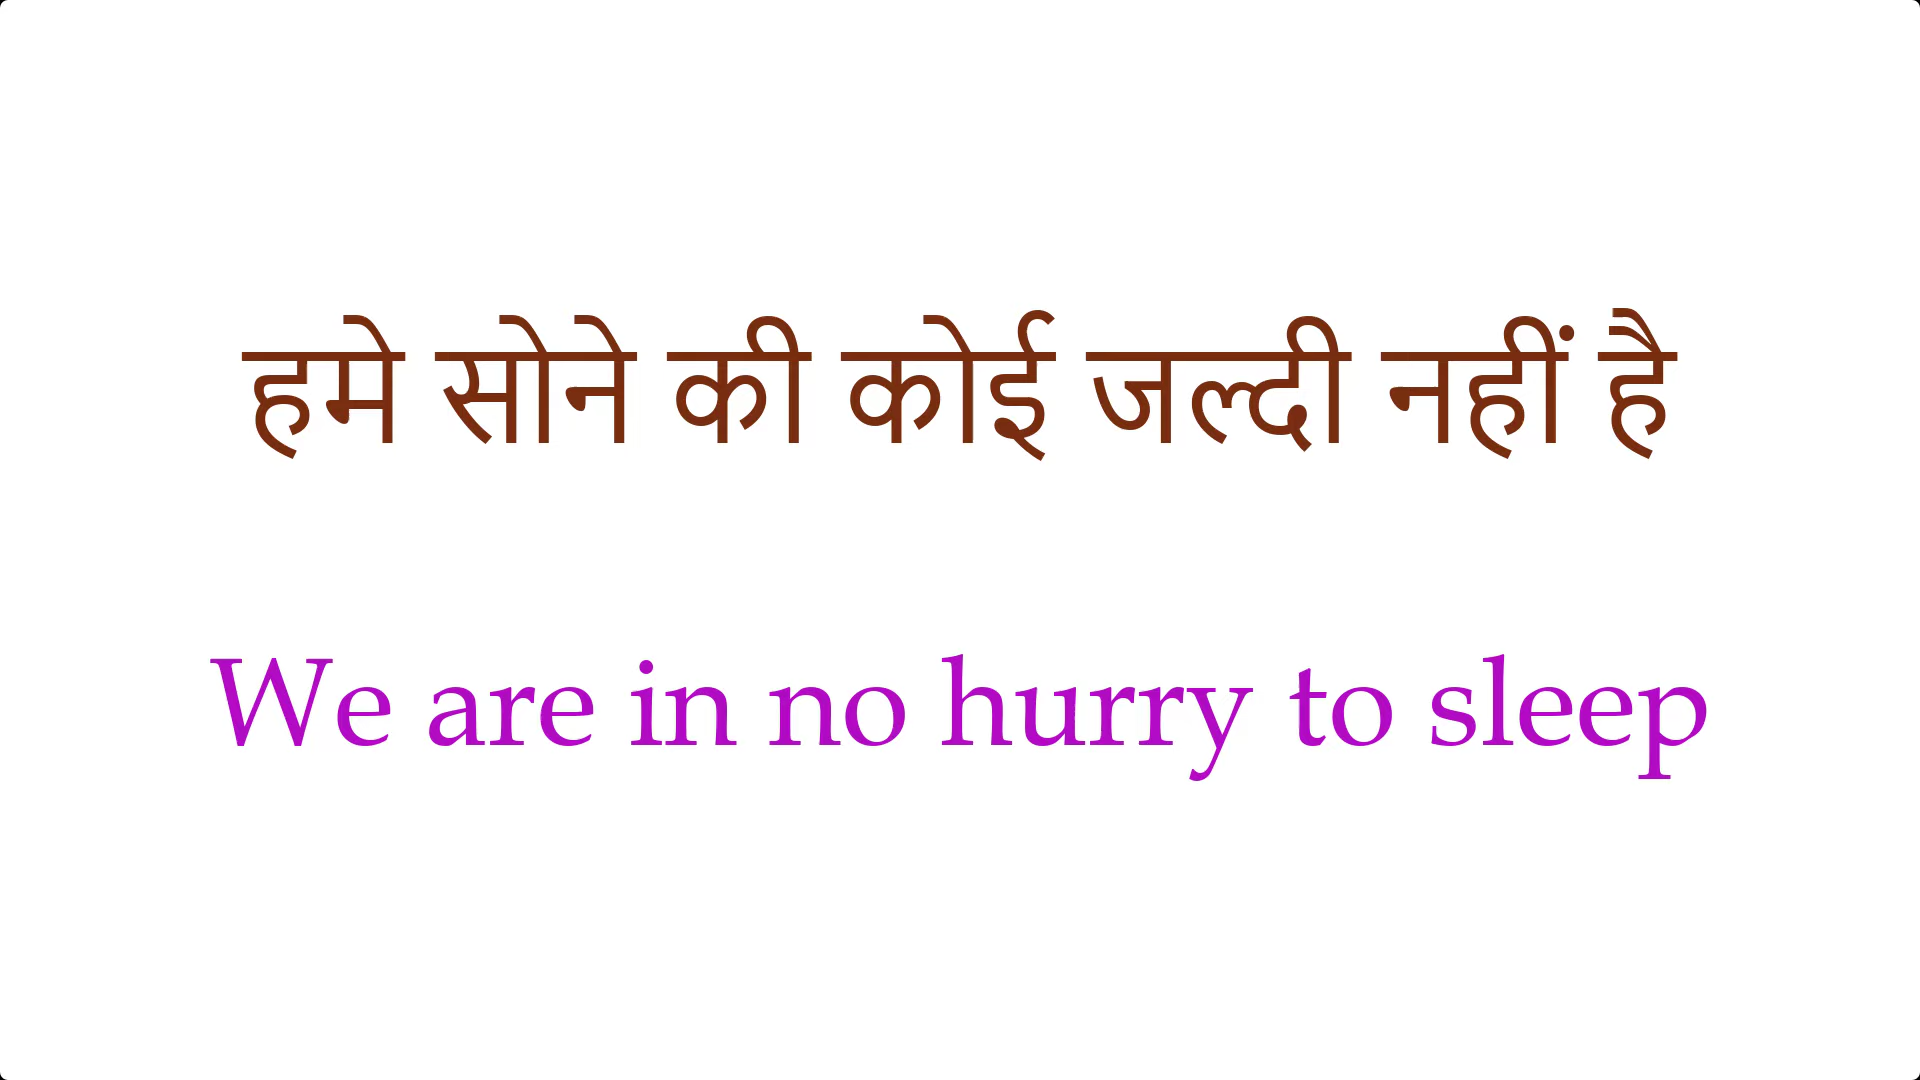 हमे सोने की कोई जल्दी नहीं है
We are in no hurry to sleep